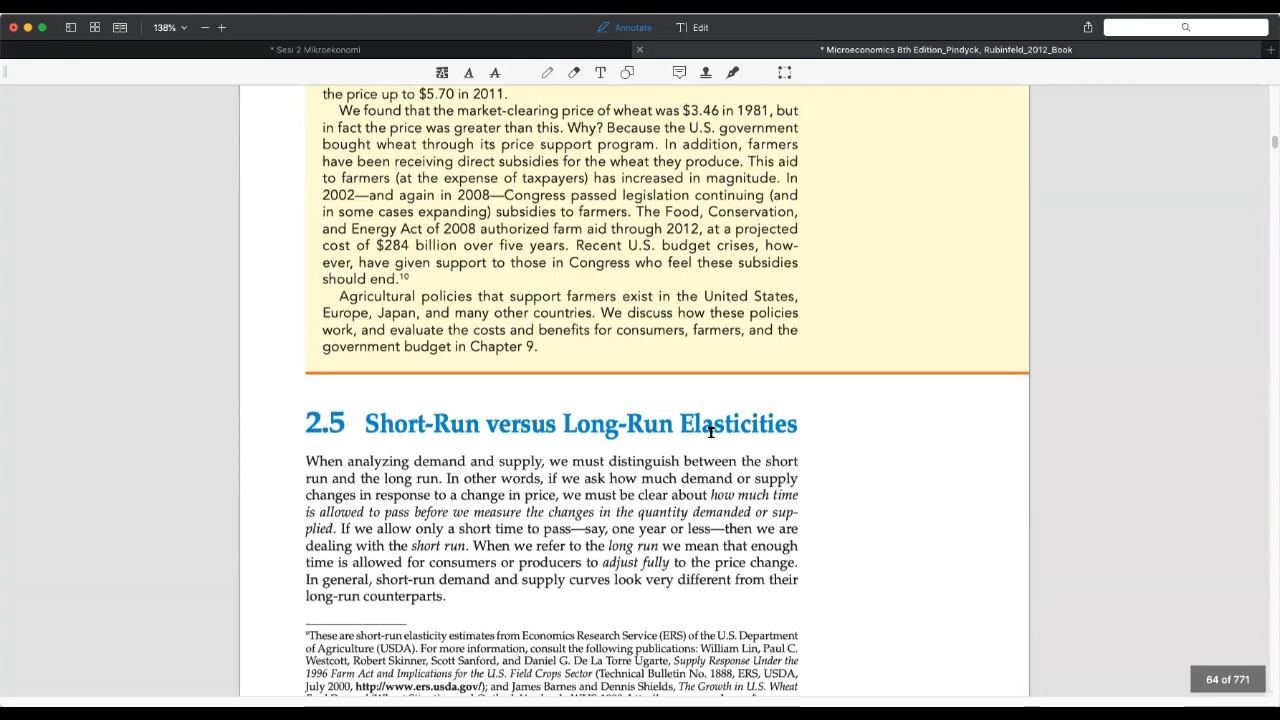 138%
Annotate
Edit
* Sesi 2 Mikroekonomi
* Microeconomics 8th Edition_Pindyck, Rubinfeld_2012_Book
the price up to $5.70 in 2011.
We found that the market-clearing price of wheat was $3.46 in 1981, but
in fact the price was greater than this. Why? Because the U.S. government
bought wheat through its price support program. In addition, farmers
have been receiving direct subsidies for the wheat they produce. This aid
to farmers (at the expense of taxpayers) has increased in magnitude. In
2002—and again in 2008—Congress passed legislation continuing (and
in some cases expanding) subsidies to farmers. The Food, Conservation,
and Energy Act of 2008 authorized farm aid through 2012, at a projected
cost of $284 billion over five years. Recent U.S. budget crises, how-
ever, have given support to those in Congress who feel these subsidies
should end.¹⁰
Agricultural policies that support farmers exist in the United States,
Europe, Japan, and many other countries. We discuss how these policies
work, and evaluate the costs and benefits for consumers, farmers, and the
government budget in Chapter 9.
2.5 Short-Run versus Long-Run Elasticities
When analyzing demand and supply, we must distinguish between the short
run and the long run. In other words, if we ask how much demand or supply
changes in response to a change in price, we must be clear about how much time
is allowed to pass before we measure the changes in the quantity demanded or sup-
plied. If we allow only a short time to pass—say, one year or less—then we are
dealing with the short run. When we refer to the long run we mean that enough
time is allowed for consumers or producers to adjust fully to the price change.
In general, short-run demand and supply curves look very different from their
long-run counterparts.
⁹These are short-run elasticity estimates from Economics Research Service (ERS) of the U.S. Department
of Agriculture (USDA). For more information, consult the following publications: William Lin, Paul C.
Westcott, Robert Skinner, Scott Sanford, and Daniel G. De La Torre Ugarte, Supply Response Under the
1996 Farm Act and Implications for the U.S. Field Crops Sector (Technical Bulletin No. 1888, ERS, USDA,
July 2000, http://www.ers.usda.gov/); and James Barnes and Dennis Shields, The Growth in U.S. Wheat
64 of 771